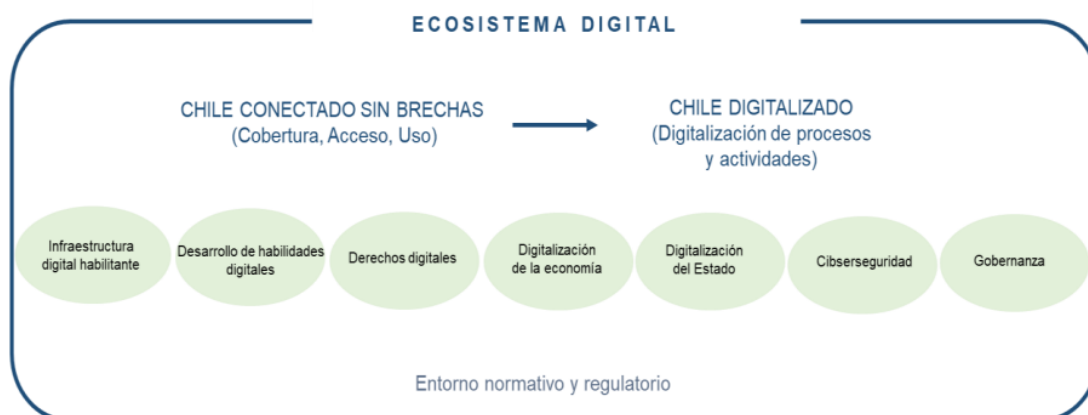 ECOSISTEMA DIGITAL
CHILE CONECTADO SIN BRECHAS
(Cobertura, Acceso, Uso)
CHILE DIGITALIZADO
(Digitalización de procesos
y actividades)
Infraestructura
digital habilitante
Desarrollo de habilidades
digitales
Derechos digitales
Digitalización
de la economía
Digitalización
del Estado
Cibserseguridad
Gobernanza
Entorno normativo y regulatorio